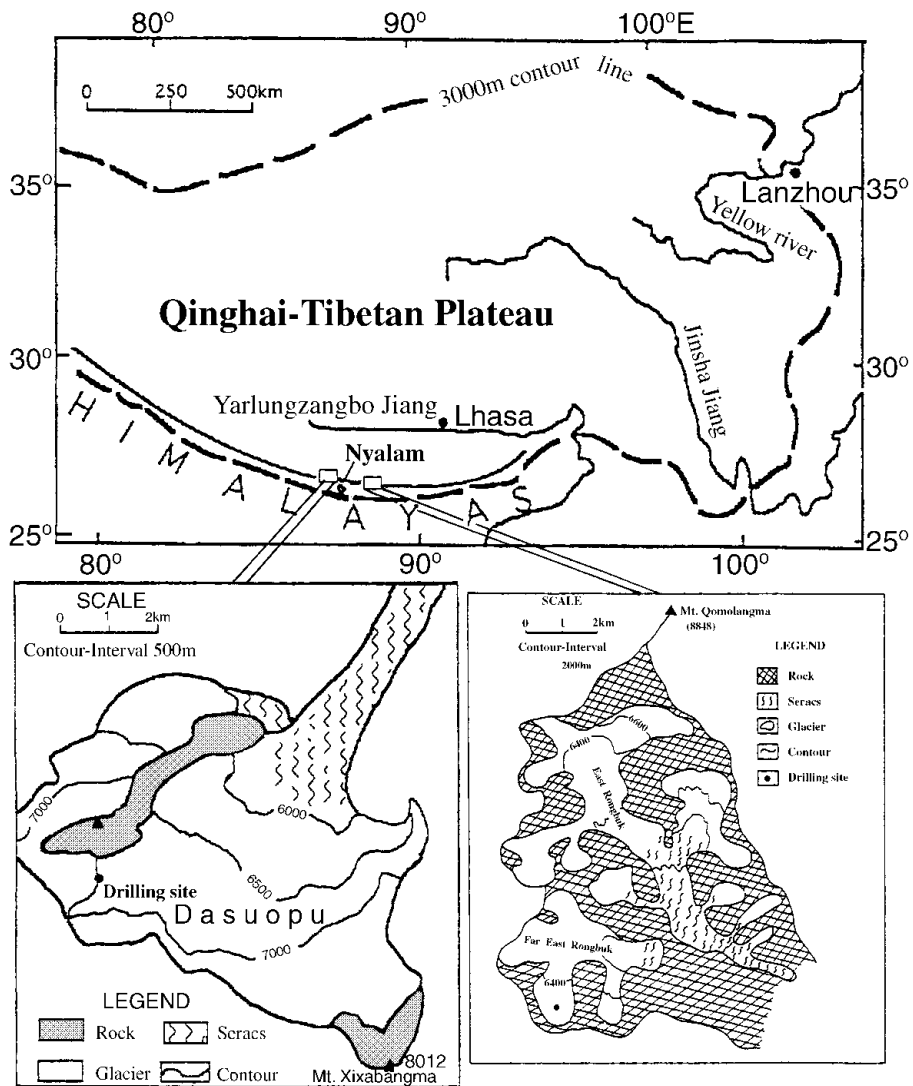 80° 90° 100°E
0 250 500km
3000m contour line
35° 35°
Lanzhou
Yellow river
Qinghai-Tibetan Plateau
Jinsha Jiang
30° 30°
Yarlungzangbo Jiang
Lhasa
Nyalam
HIMALAYAS
25° 25°
80° 90° 100°
SCALE
0 1 2km
Contour-Interval 500m
7000
6000
6500
Drilling site
Dasuopu
7000
LEGEND
Rock Seracs
Glacier Contour
8012
Mt. Xixabangma
SCALE
0 1 2km
Contour-Interval
2000m
Mt. Qomolangma
(8848)
LEGEND
Rock
Seracs
Glacier
Contour
Drilling site
6600
6400
East Rongbuk
Far East Rongbuk
6400